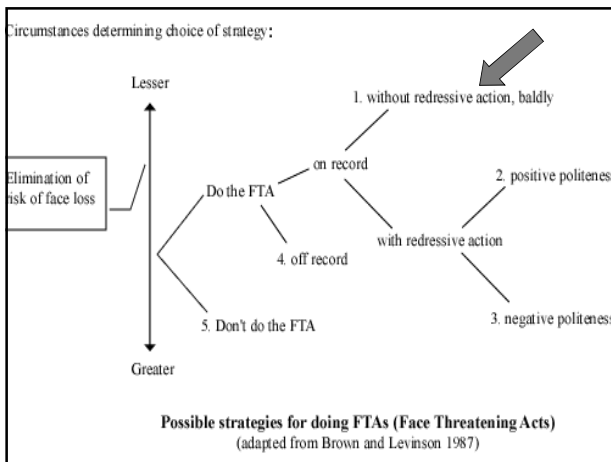 Circumstances determining choice of strategy:
Lesser
1. without redressive action, baldly
on record
Elimination of
risk of face loss
Do the FTA
2. positive politeness
with redressive action
4. off record
5. Don't do the FTA
3. negative politeness
Greater
Possible strategies for doing FTAs (Face Threatening Acts)
(adapted from Brown and Levinson 1987)